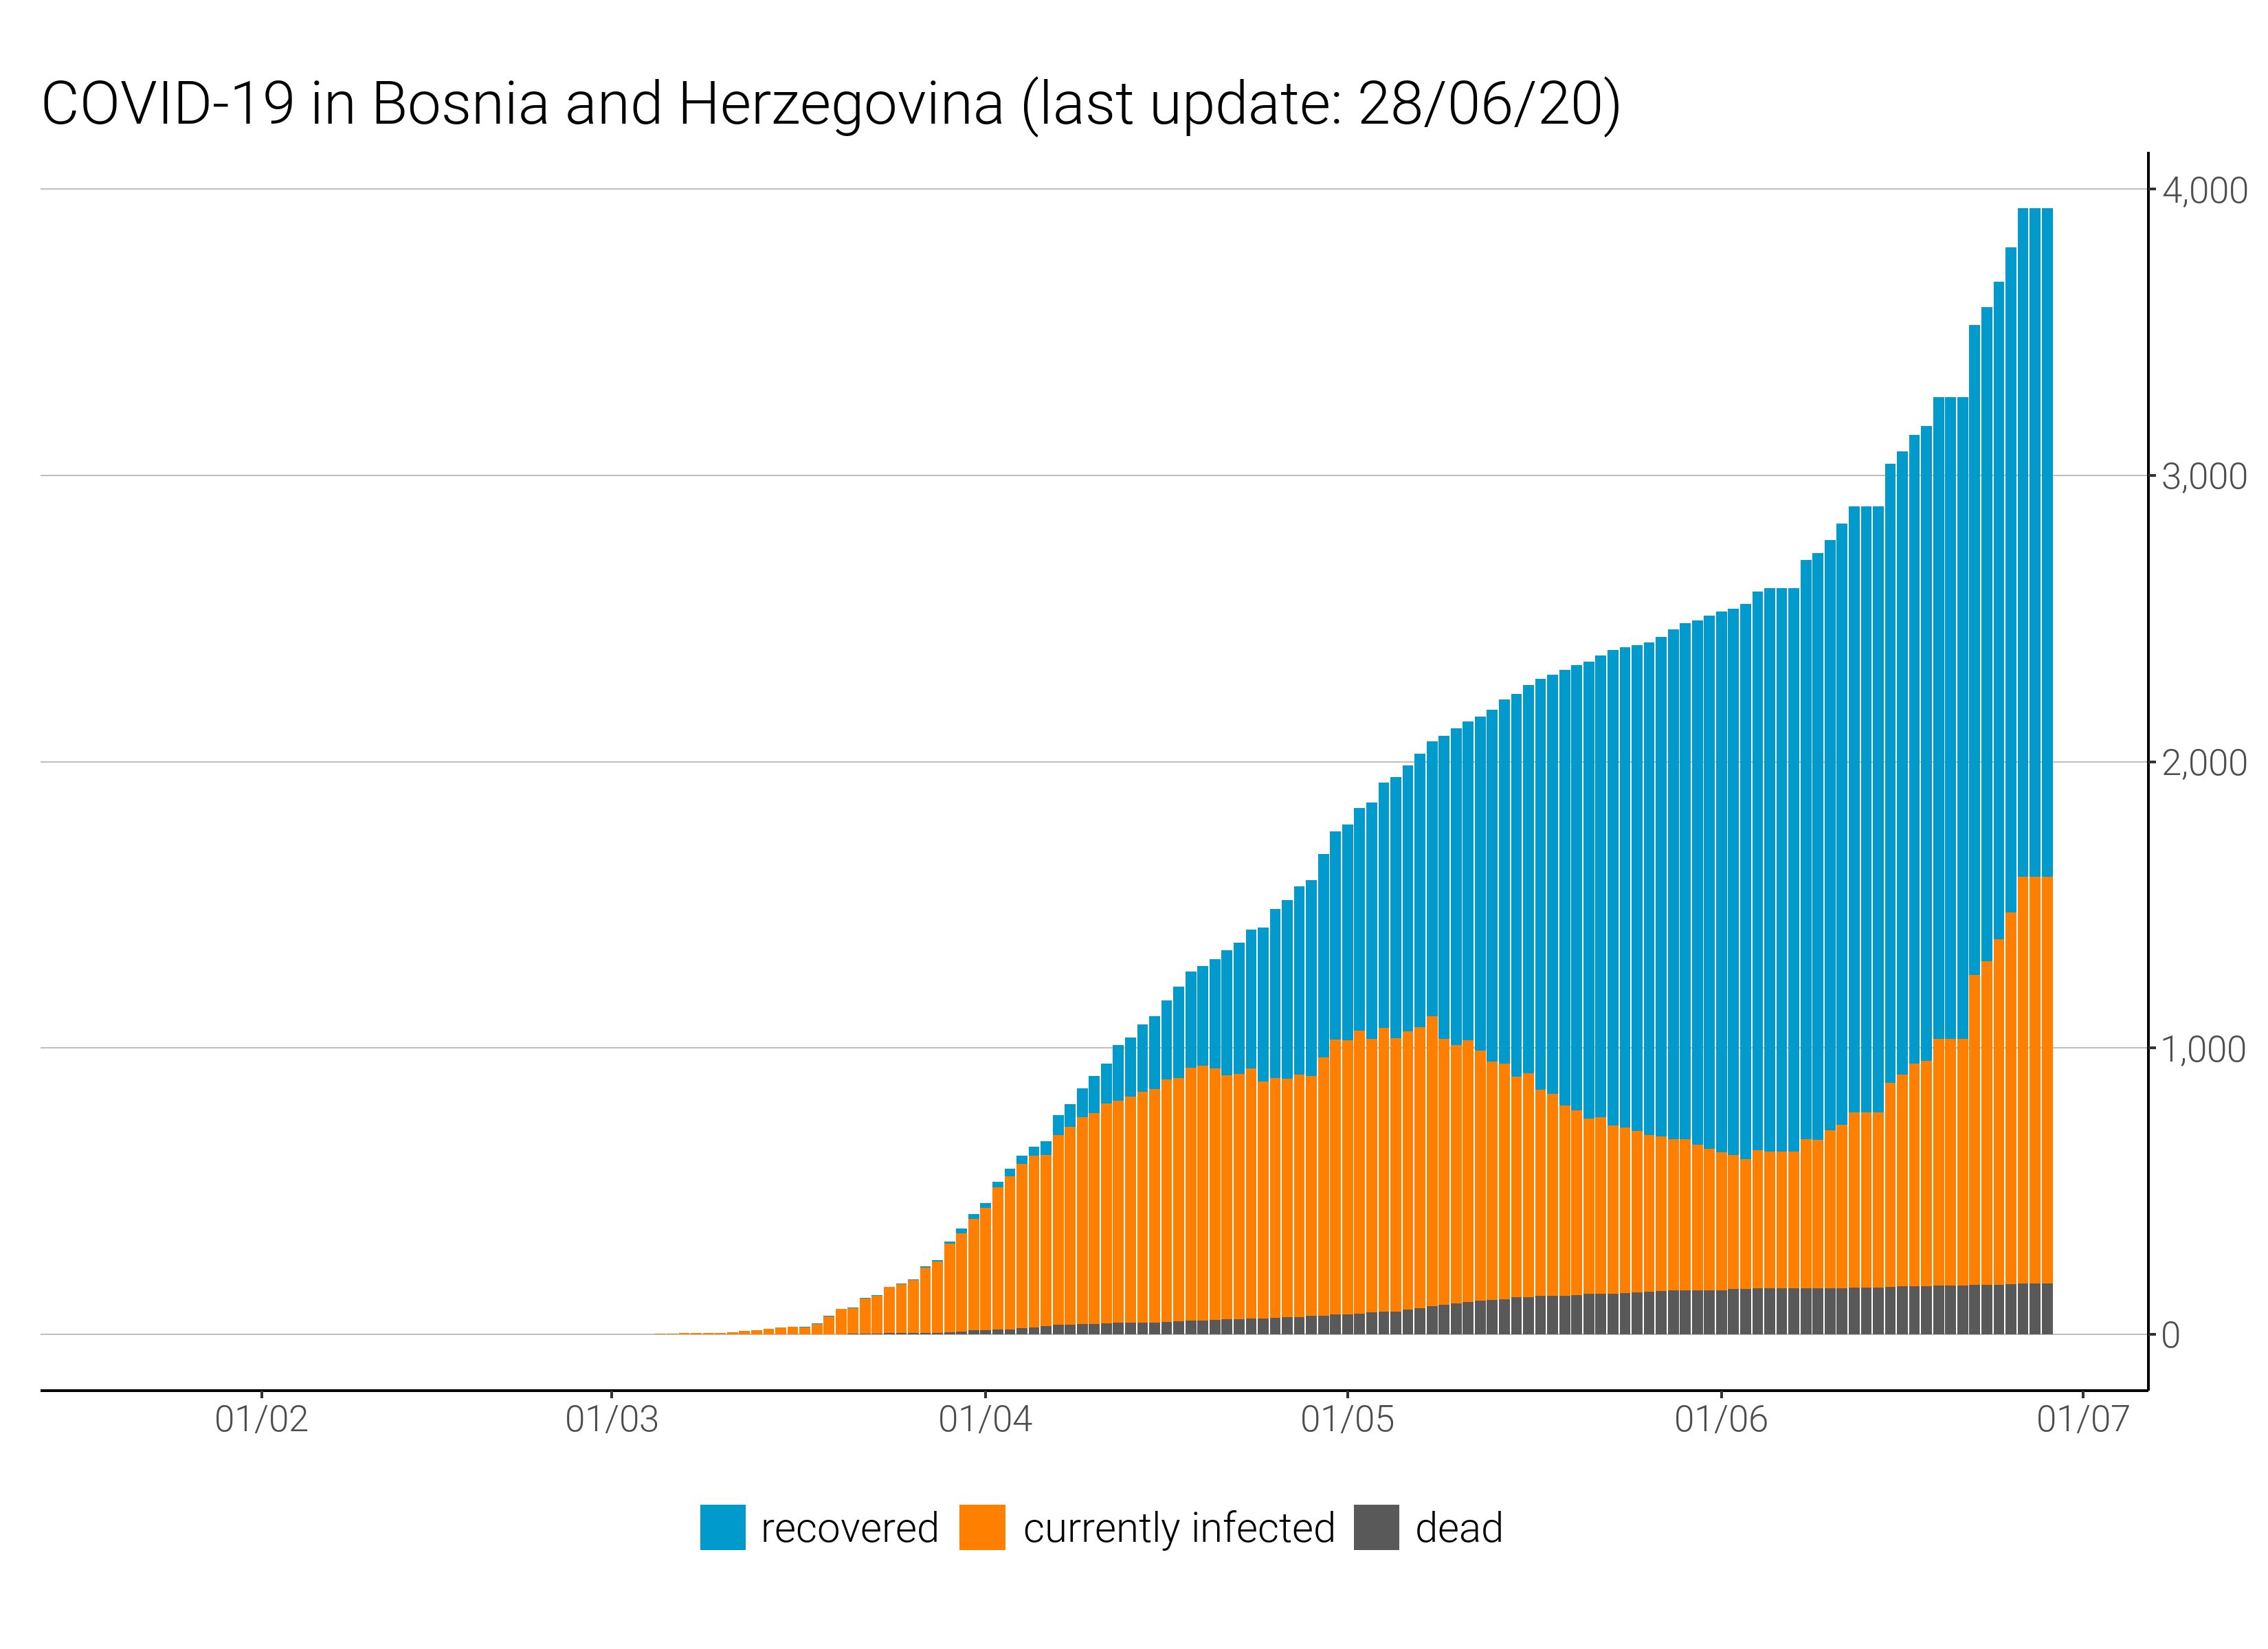 COVID-19 in Bosnia and Herzegovina (last update: 28/06/20)
4,000
3,000
2,000
1,000
0
01/02 01/03 01/04 01/05 01/06 01/07
recovered currently infected dead